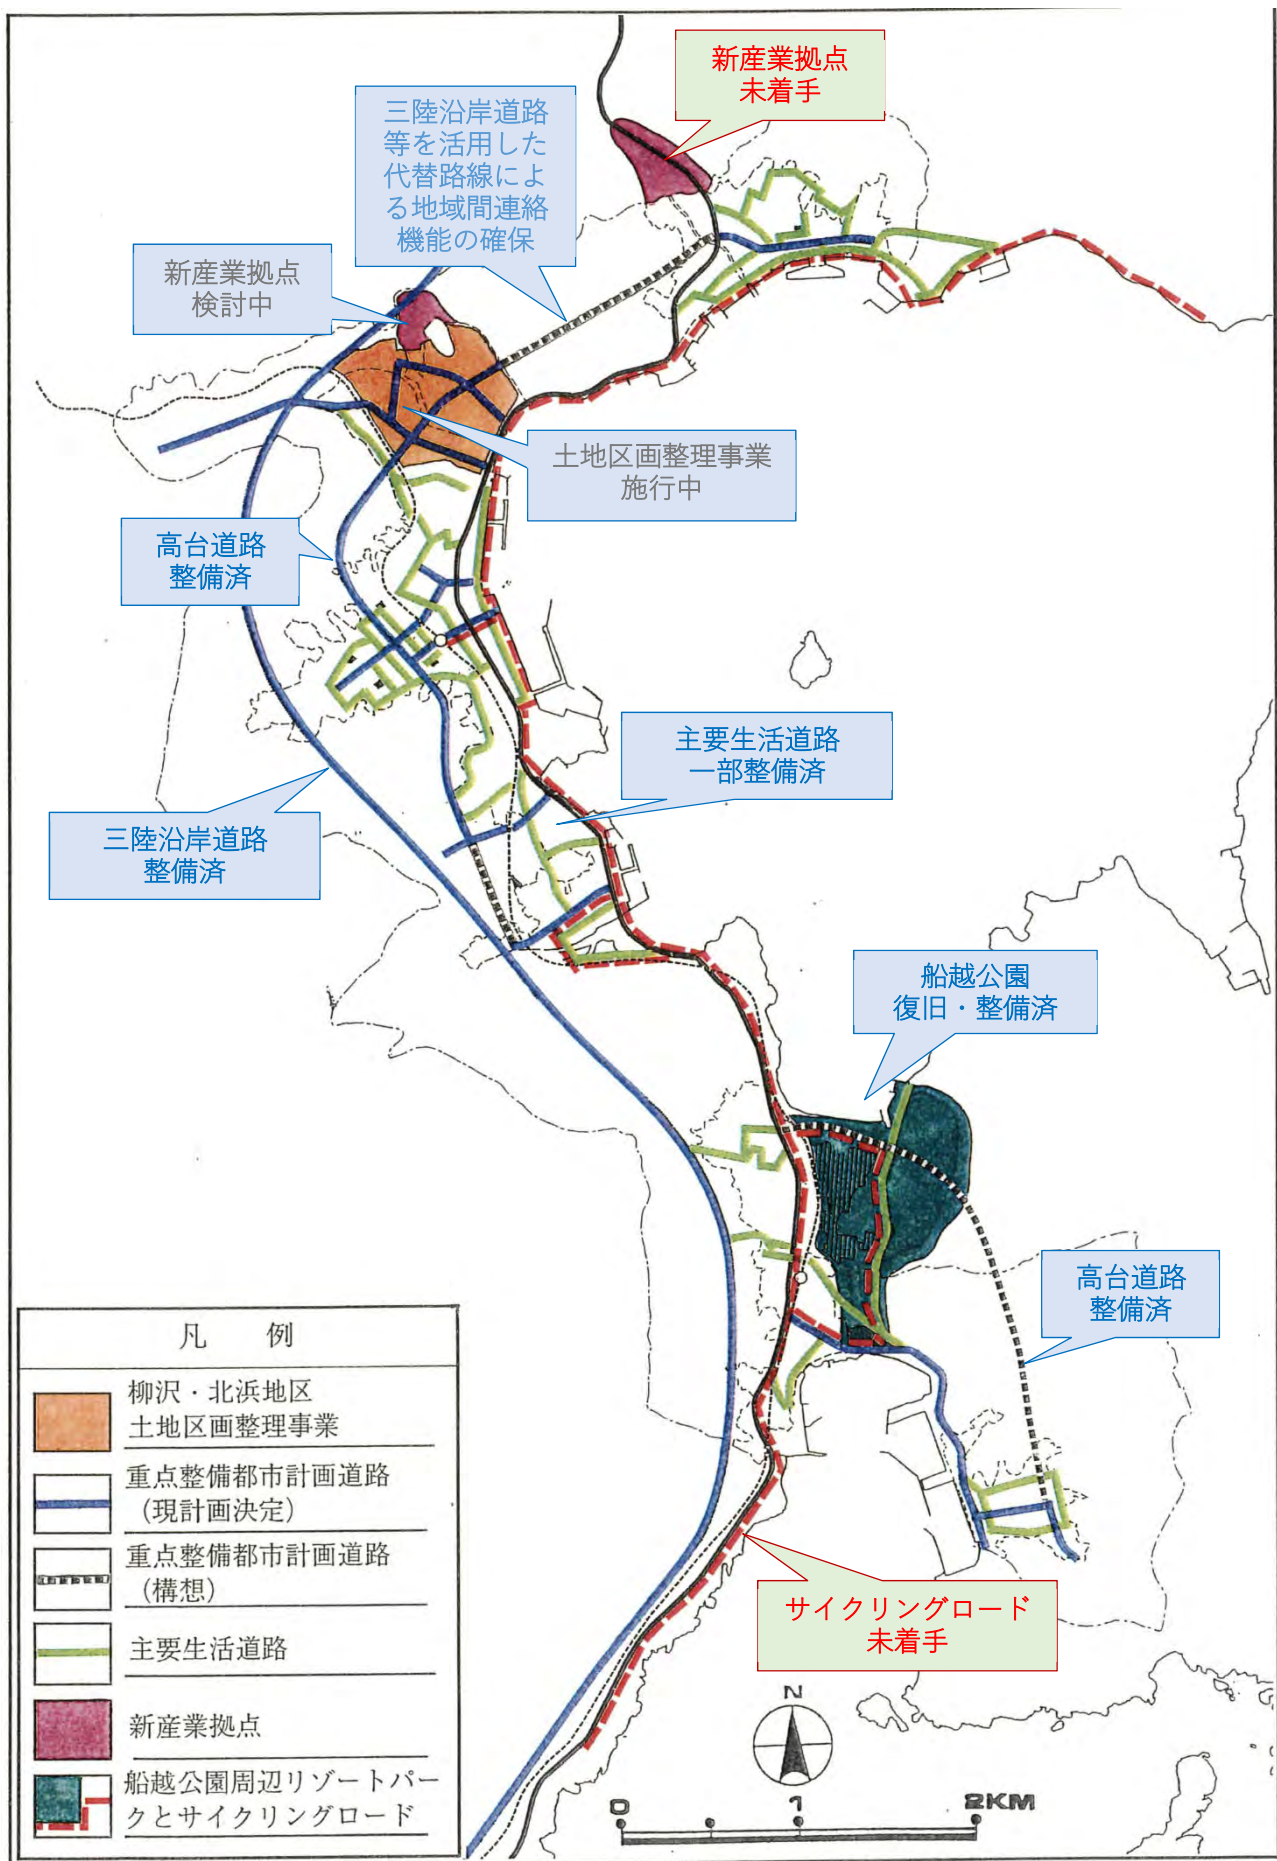 新産業拠点
未着手
三陸沿岸道路
等を活用した
代替路線によ
る地域間連絡
機能の確保
新産業拠点
検討中
土地区画整理事業
施行中
高台道路
整備済
主要生活道路
一部整備済
三陸沿岸道路
整備済
船越公園
復旧・整備済
高台道路
整備済
サイクリングロード
未着手
凡 例
柳沢・北浜地区
土地区画整理事業
重点整備都市計画道路
（現計画決定）
重点整備都市計画道路
（構想）
主要生活道路
新産業拠点
船越公園周辺リゾートパー
クとサイクリングロード
N
0 1 2KM